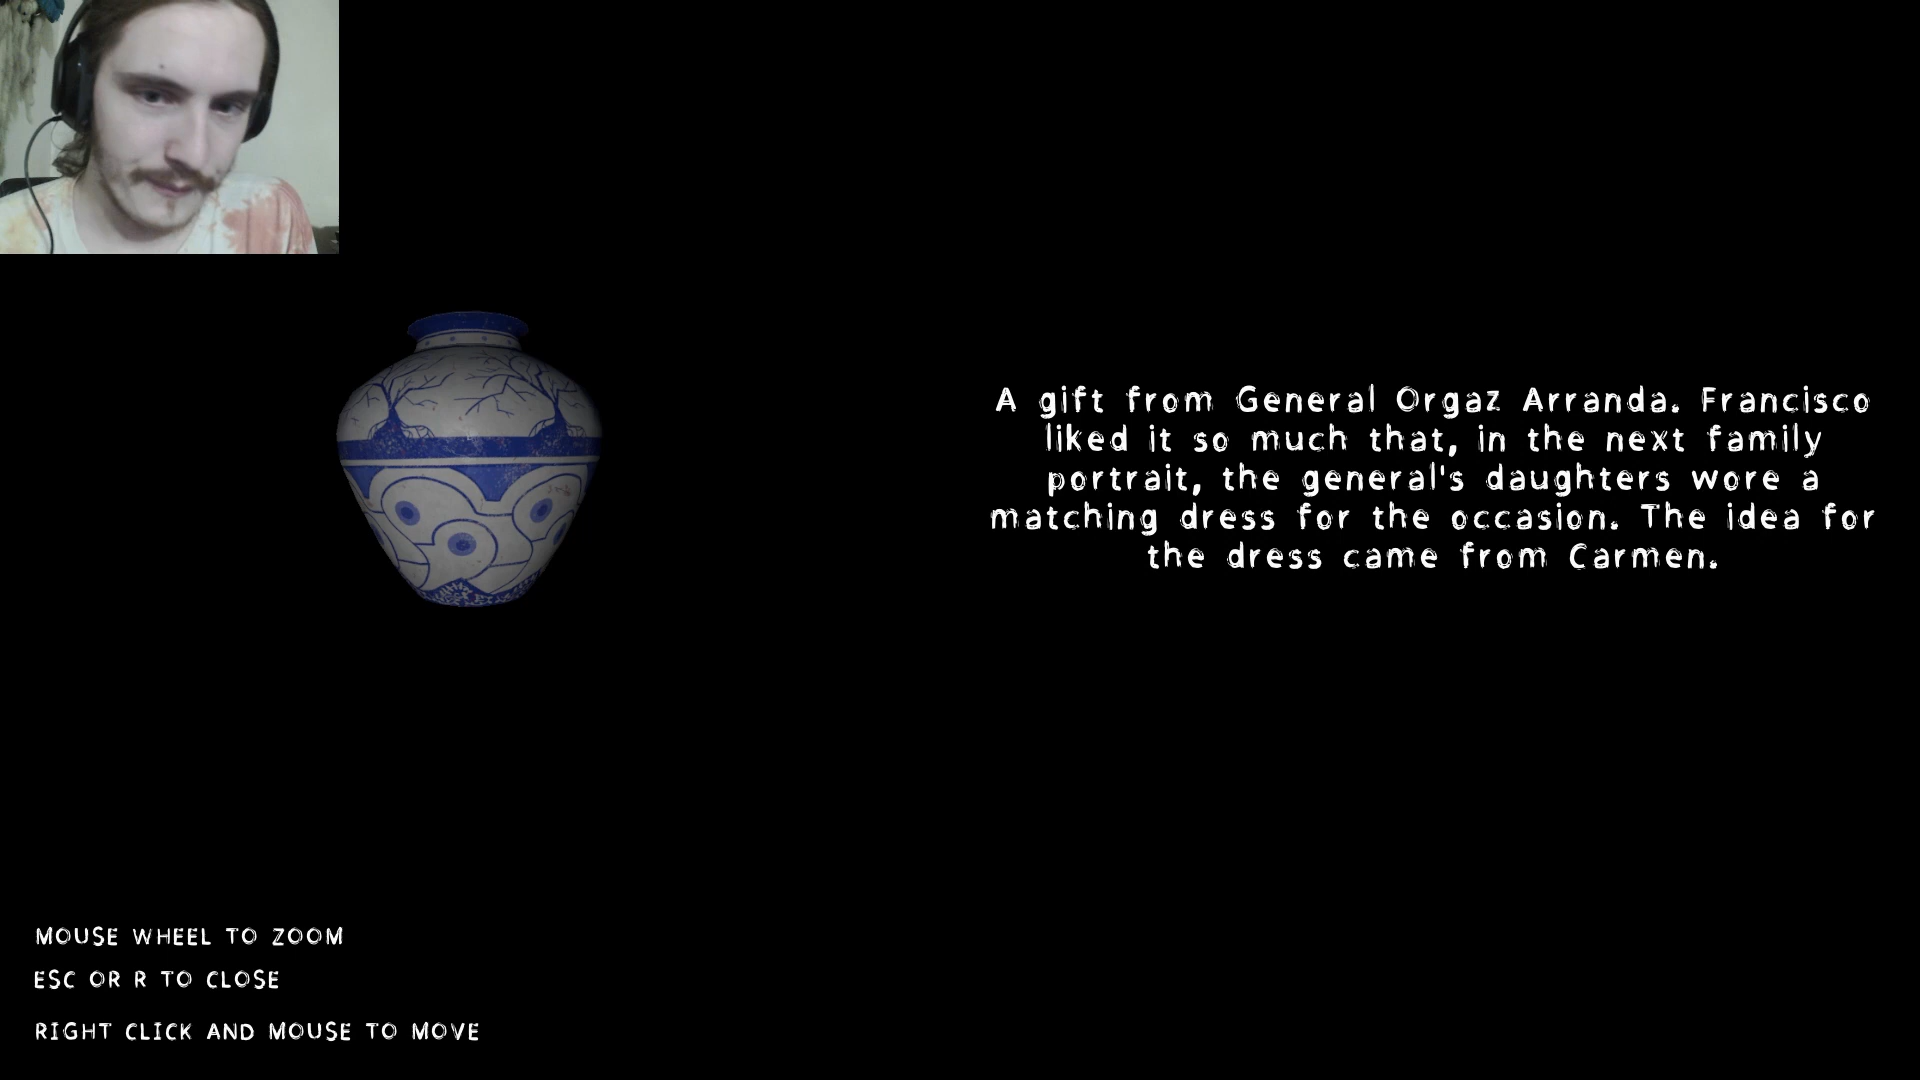 A gift from General Orgaz Arranda. Francisco
liked it so much that, in the next family
portrait, the general's daughters wore a
matching dress for the occasion. The idea for
the dress came from Carmen.
MOUSE WHEEL TO ZOOM
ESC OR R TO CLOSE
RIGHT CLICK AND MOUSE TO MOVE